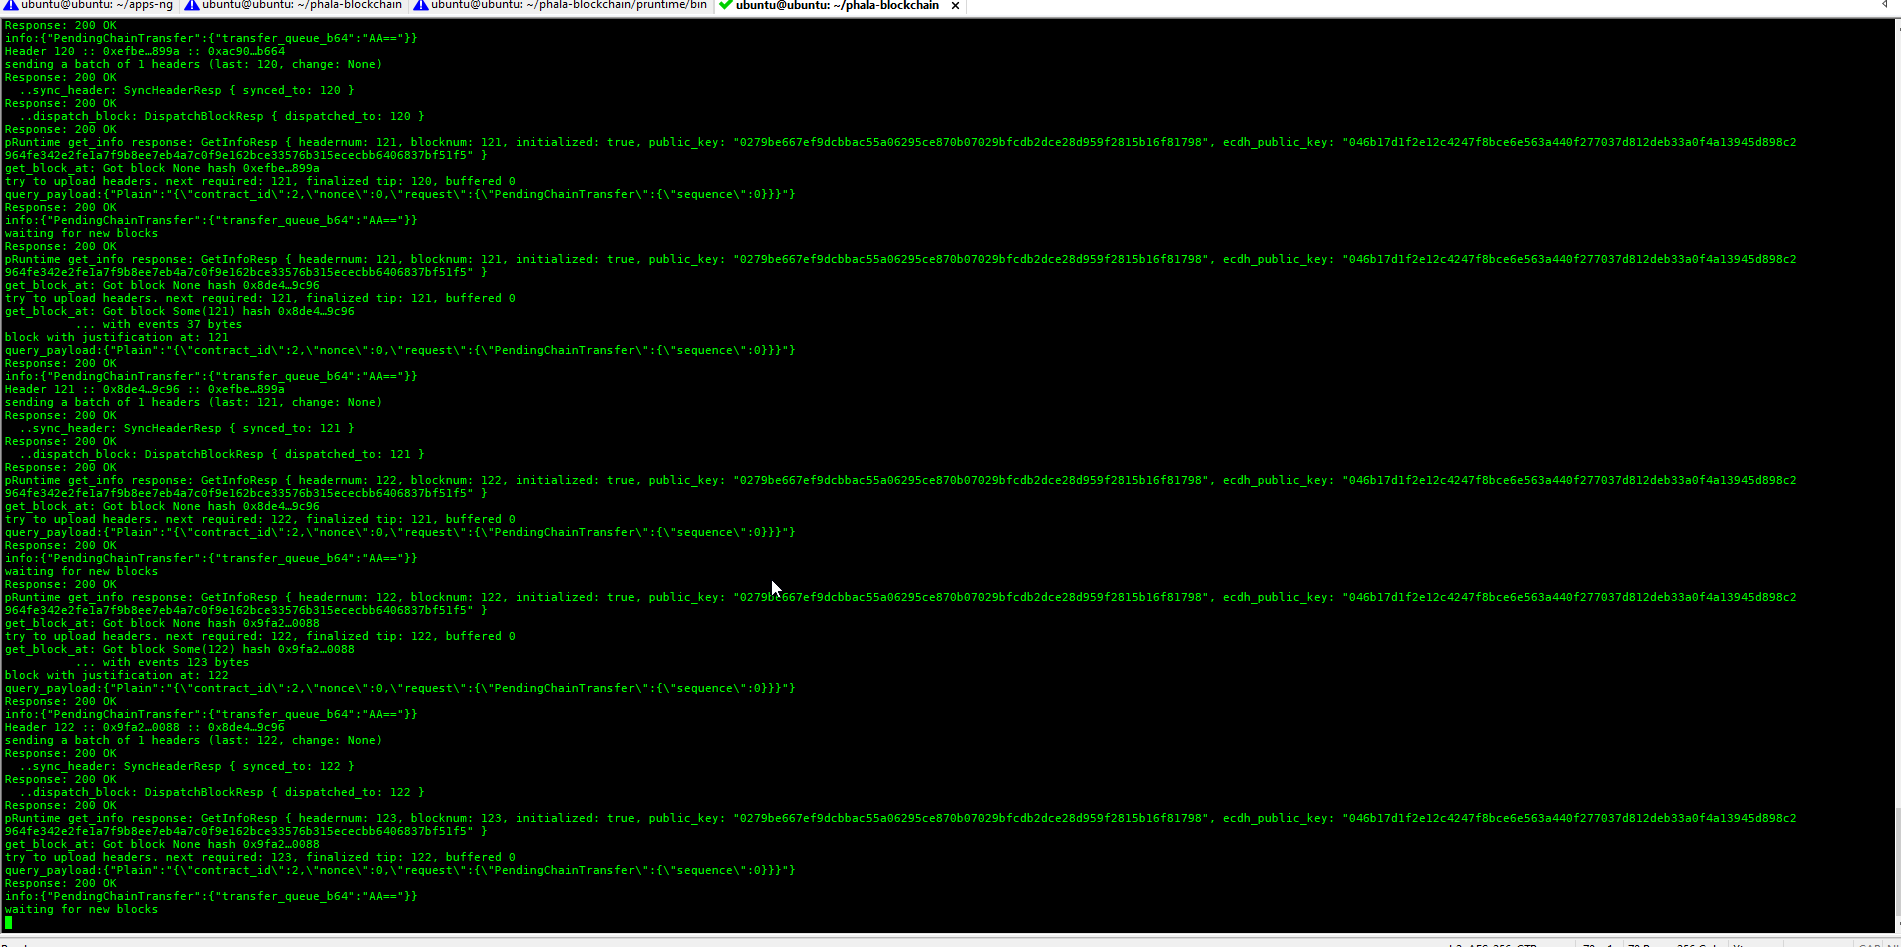 ubuntu@ubuntu: ~/apps-ng ubuntu@ubuntu: ~/phala-blockchain ubuntu@ubuntu: ~/phala-blockchain/pruntime/bin ubuntu@ubuntu: ~/phala-blockchain
Response: 200 OK
info:{"PendingChainTransfer":{"transfer_queue_b64":"AA=="}}
Header 120 :: 0xefbe…899a :: 0xac90…b664
sending a batch of 1 headers (last: 120, change: None)
Response: 200 OK
..sync_header: SyncHeaderResp { synced_to: 120 }
Response: 200 OK
..dispatch_block: DispatchBlockResp { dispatched_to: 120 }
Response: 200 OK
pRuntime get_info response: GetInfoResp { headernum: 121, blocknum: 121, initialized: true, public_key: "0279be667ef9dcbbac55a06295ce870b07029bfcdb2dce28d959f2815b16f81798", ecdh_public_key: "046b17d1f2e12c4247f8bce6e563a440f277037d812deb33a0f4a13945d898c2
964fe342e2fe1a7f9b8ee7eb4a7c0f9e162bce33576b315ececbb6406837bf51f5" }
get_block_at: Got block None hash 0xefbe…899a
try to upload headers. next required: 121, finalized tip: 120, buffered 0
query_payload:{"Plain":"{\"contract_id\":2,\"nonce\":0,\"request\":{\"PendingChainTransfer\":{\"sequence\":0}}}"}
Response: 200 OK
info:{"PendingChainTransfer":{"transfer_queue_b64":"AA=="}}
waiting for new blocks
Response: 200 OK
pRuntime get_info response: GetInfoResp { headernum: 121, blocknum: 121, initialized: true, public_key: "0279be667ef9dcbbac55a06295ce870b07029bfcdb2dce28d959f2815b16f81798", ecdh_public_key: "046b17d1f2e12c4247f8bce6e563a440f277037d812deb33a0f4a13945d898c2
964fe342e2fe1a7f9b8ee7eb4a7c0f9e162bce33576b315ececbb6406837bf51f5" }
get_block_at: Got block None hash 0x8de4…9c96
try to upload headers. next required: 121, finalized tip: 121, buffered 0
get_block_at: Got block Some(121) hash 0x8de4…9c96
... with events 37 bytes
block with justification at: 121
query_payload:{"Plain":"{\"contract_id\":2,\"nonce\":0,\"request\":{\"PendingChainTransfer\":{\"sequence\":0}}}"}
Response: 200 OK
info:{"PendingChainTransfer":{"transfer_queue_b64":"AA=="}}
Header 121 :: 0x8de4…9c96 :: 0xefbe…899a
sending a batch of 1 headers (last: 121, change: None)
Response: 200 OK
..sync_header: SyncHeaderResp { synced_to: 121 }
Response: 200 OK
..dispatch_block: DispatchBlockResp { dispatched_to: 121 }
Response: 200 OK
pRuntime get_info response: GetInfoResp { headernum: 122, blocknum: 122, initialized: true, public_key: "0279be667ef9dcbbac55a06295ce870b07029bfcdb2dce28d959f2815b16f81798", ecdh_public_key: "046b17d1f2e12c4247f8bce6e563a440f277037d812deb33a0f4a13945d898c2
964fe342e2fe1a7f9b8ee7eb4a7c0f9e162bce33576b315ececbb6406837bf51f5" }
get_block_at: Got block None hash 0x8de4…9c96
try to upload headers. next required: 122, finalized tip: 121, buffered 0
query_payload:{"Plain":"{\"contract_id\":2,\"nonce\":0,\"request\":{\"PendingChainTransfer\":{\"sequence\":0}}}"}
Response: 200 OK
info:{"PendingChainTransfer":{"transfer_queue_b64":"AA=="}}
waiting for new blocks
Response: 200 OK
pRuntime get_info response: GetInfoResp { headernum: 122, blocknum: 122, initialized: true, public_key: "0279be667ef9dcbbac55a06295ce870b07029bfcdb2dce28d959f2815b16f81798", ecdh_public_key: "046b17d1f2e12c4247f8bce6e563a440f277037d812deb33a0f4a13945d898c2
964fe342e2fe1a7f9b8ee7eb4a7c0f9e162bce33576b315ececbb6406837bf51f5" }
get_block_at: Got block None hash 0x9fa2…0088
try to upload headers. next required: 122, finalized tip: 122, buffered 0
get_block_at: Got block Some(122) hash 0x9fa2…0088
... with events 123 bytes
block with justification at: 122
query_payload:{"Plain":"{\"contract_id\":2,\"nonce\":0,\"request\":{\"PendingChainTransfer\":{\"sequence\":0}}}"}
Response: 200 OK
info:{"PendingChainTransfer":{"transfer_queue_b64":"AA=="}}
Header 122 :: 0x9fa2…0088 :: 0x8de4…9c96
sending a batch of 1 headers (last: 122, change: None)
Response: 200 OK
..sync_header: SyncHeaderResp { synced_to: 122 }
Response: 200 OK
..dispatch_block: DispatchBlockResp { dispatched_to: 122 }
Response: 200 OK
pRuntime get_info response: GetInfoResp { headernum: 123, blocknum: 123, initialized: true, public_key: "0279be667ef9dcbbac55a06295ce870b07029bfcdb2dce28d959f2815b16f81798", ecdh_public_key: "046b17d1f2e12c4247f8bce6e563a440f277037d812deb33a0f4a13945d898c2
964fe342e2fe1a7f9b8ee7eb4a7c0f9e162bce33576b315ececbb6406837bf51f5" }
get_block_at: Got block None hash 0x9fa2…0088
try to upload headers. next required: 123, finalized tip: 122, buffered 0
query_payload:{"Plain":"{\"contract_id\":2,\"nonce\":0,\"request\":{\"PendingChainTransfer\":{\"sequence\":0}}}"}
Response: 200 OK
info:{"PendingChainTransfer":{"transfer_queue_b64":"AA=="}}
waiting for new blocks